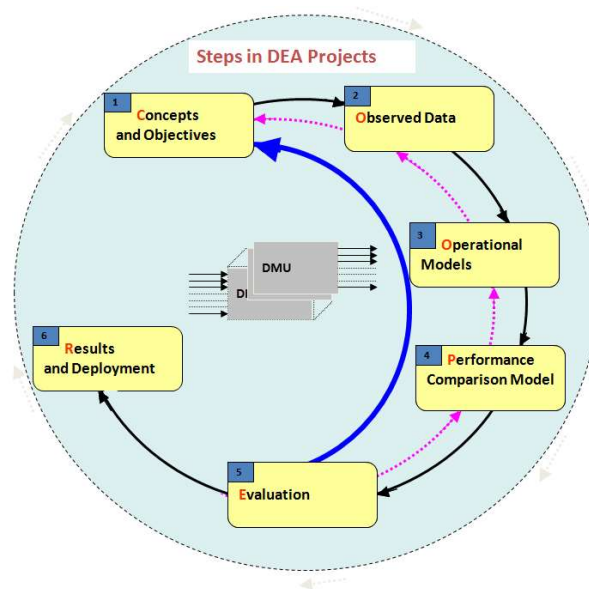 Steps in DEA Projects
1
Concepts
and Objectives
2
Observed Data
3
Operational
Models
4
Performance
Comparison Model
5
Evaluation
6
Results
and Deployment
DMU